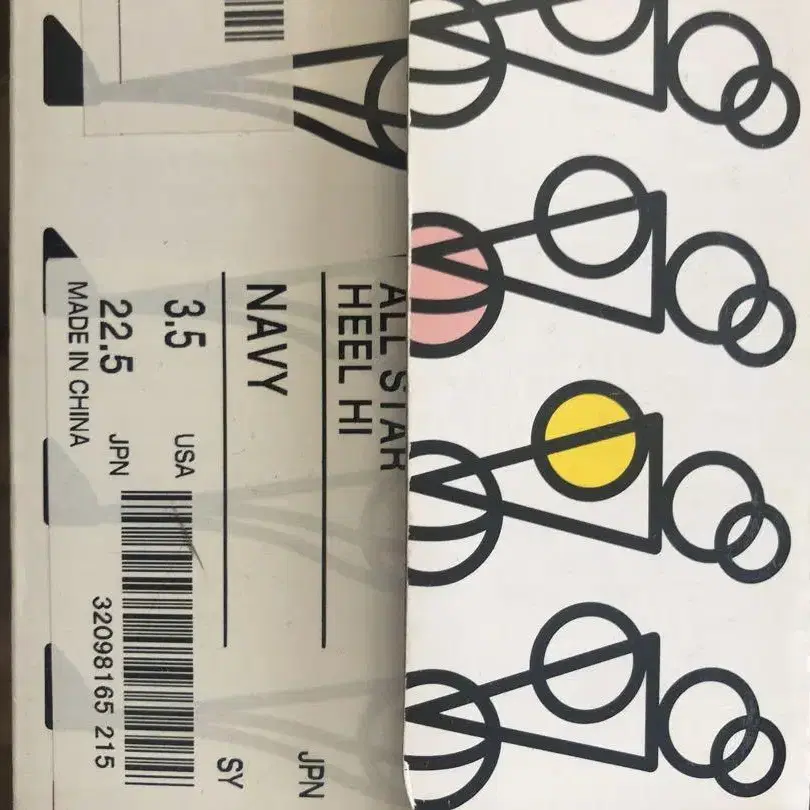 ALL STAR
HEEL HI
JPN
NAVY
SY
3.5 USA
22.5 JPN
MADE IN CHINA
32098165 215